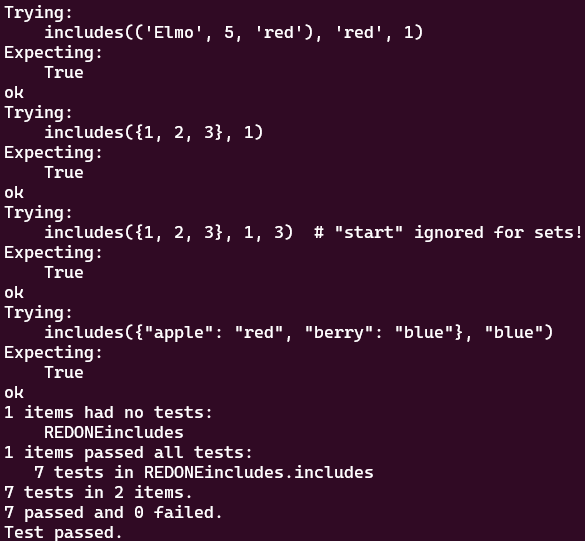 Trying:
    includes(('Elmo', 5, 'red'), 'red', 1)
Expecting:
    True
ok
Trying:
    includes({1, 2, 3}, 1)
Expecting:
    True
ok
Trying:
    includes({1, 2, 3}, 1, 3)  # "start" ignored for sets!
Expecting:
    True
ok
Trying:
    includes({"apple": "red", "berry": "blue"}, "blue")
Expecting:
    True
ok
1 items had no tests:
    REDONEincludes
1 items passed all tests:
   7 tests in REDONEincludes.includes
7 tests in 2 items.
7 passed and 0 failed.
Test passed.